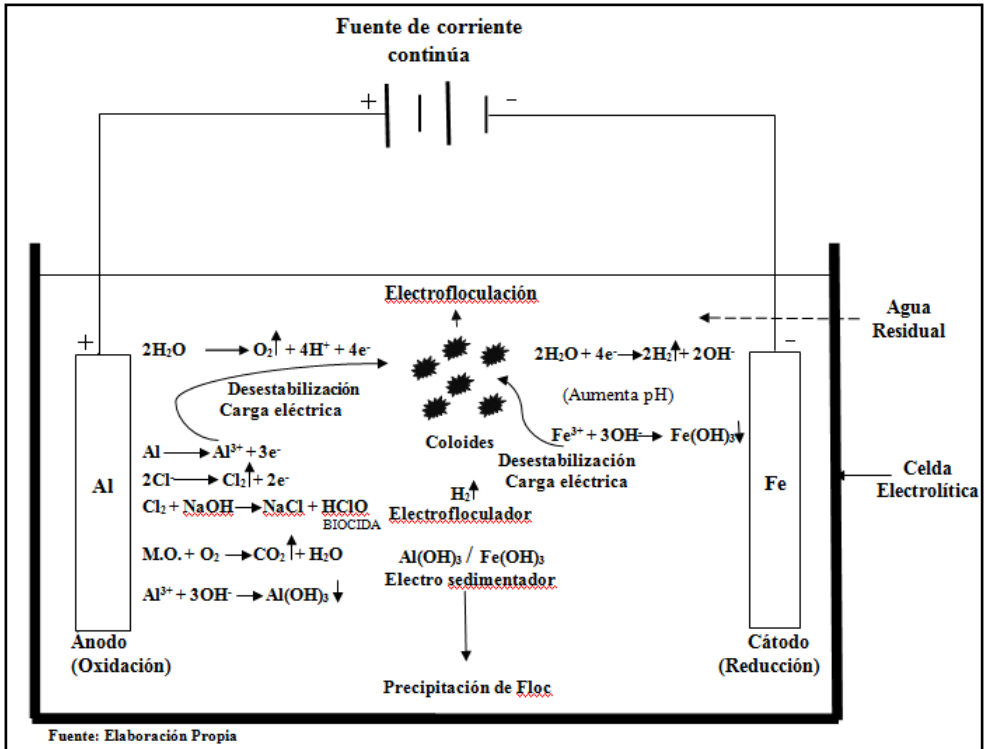 Fuente de corriente
continúa
+
−
Electrofloculación
Agua
Residual
+
−
2H₂O → O₂↑ + 4H⁺ + 4e⁻
2H₂O + 4e⁻ → 2H₂↑ + 2OH⁻
Desestabilización
Carga eléctrica
(Aumenta pH)
Coloides
Fe³⁺ + 3OH⁻ → Fe(OH)₃↓
Desestabilización
Carga eléctrica
Al → Al³⁺ + 3e⁻
2Cl⁻ → Cl₂↑ + 2e⁻
Al
Fe
Celda
Electrolítica
H₂↑
Electrofloculador
Cl₂ + NaOH → NaCl + HClO
BIOCIDA
M.O. + O₂ → CO₂↑ + H₂O
Al(OH)₃ / Fe(OH)₃
Electro sedimentador
Al³⁺ + 3OH⁻ → Al(OH)₃↓
Ánodo
(Oxidación)
Cátodo
(Reducción)
Precipitación de Floc
Fuente: Elaboración Propia